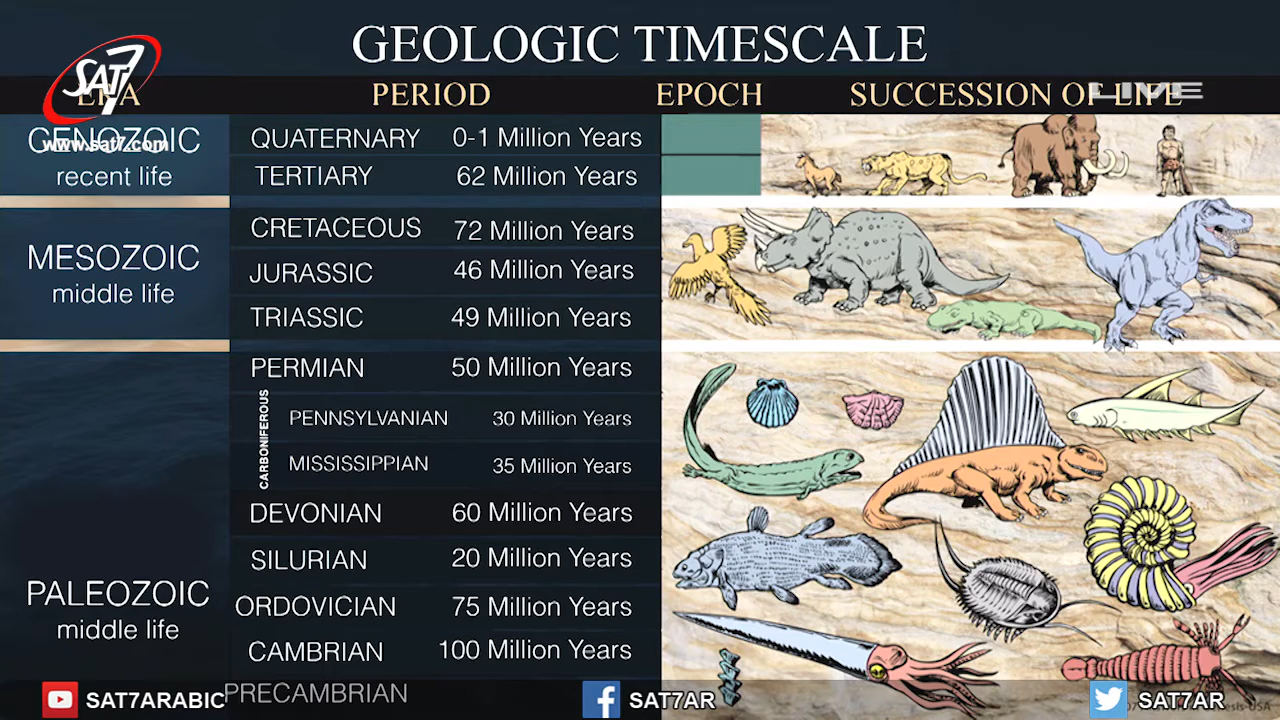 GEOLOGIC TIMESCALE
SAT7
ERA PERIOD EPOCH SUCCESSION OF LIFE
LIVE
CENOZOIC
www.sat7.com
recent life
QUATERNARY 0-1 Million Years
TERTIARY 62 Million Years
MESOZOIC
middle life
CRETACEOUS 72 Million Years
JURASSIC 46 Million Years
TRIASSIC 49 Million Years
PALEOZOIC
middle life
PERMIAN 50 Million Years
CARBONIFEROUS
PENNSYLVANIAN 30 Million Years
MISSISSIPPIAN 35 Million Years
DEVONIAN 60 Million Years
SILURIAN 20 Million Years
ORDOVICIAN 75 Million Years
CAMBRIAN 100 Million Years
PRECAMBRIAN
SAT7ARABIC SAT7AR SAT7AR